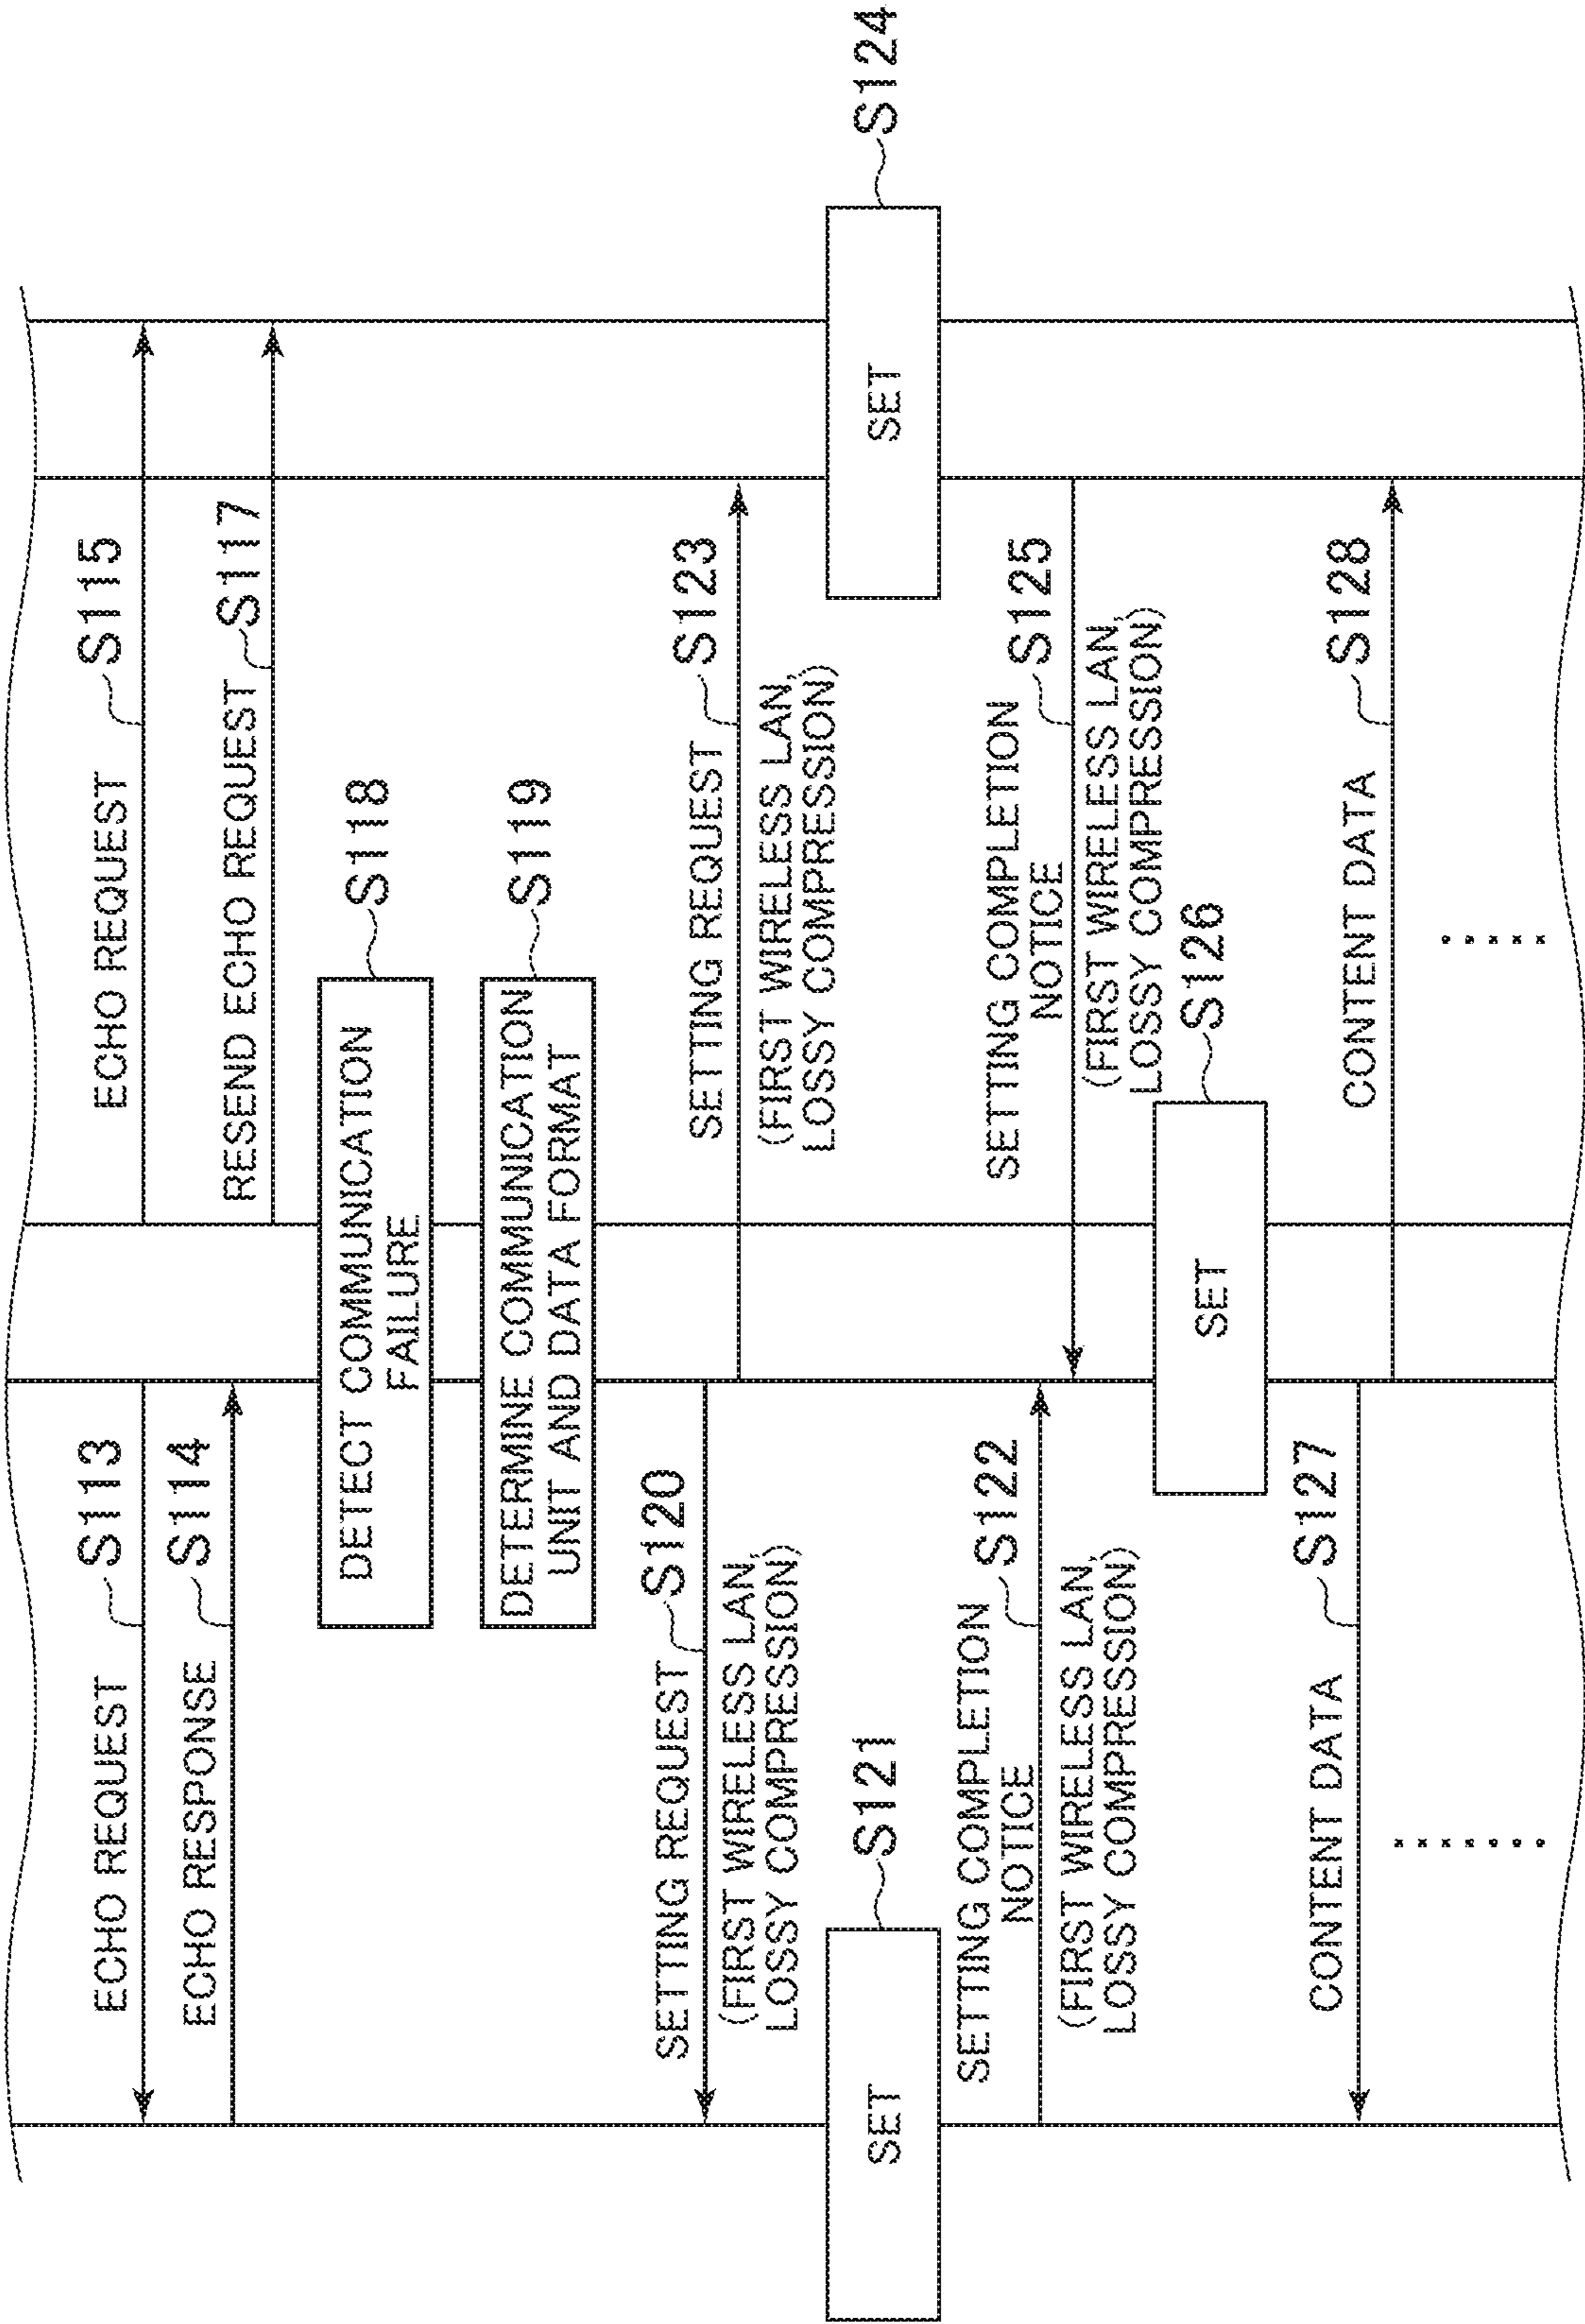 ECHO REQUEST
S113
ECHO REQUEST
S115
ECHO RESPONSE
S114
RESEND ECHO REQUEST
S117
DETECT COMMUNICATION
FAILURE
S118
DETERMINE COMMUNICATION
UNIT AND DATA FORMAT
S119
SETTING REQUEST
S120
(FIRST WIRELESS LAN,
LOSSY COMPRESSION)
SETTING REQUEST
S123
(FIRST WIRELESS LAN,
LOSSY COMPRESSION)
SET
S121
SET
S124
SETTING COMPLETION
NOTICE
S122
(FIRST WIRELESS LAN,
LOSSY COMPRESSION)
SETTING COMPLETION
NOTICE
S125
(FIRST WIRELESS LAN,
LOSSY COMPRESSION)
SET
S126
CONTENT DATA
S127
CONTENT DATA
S128